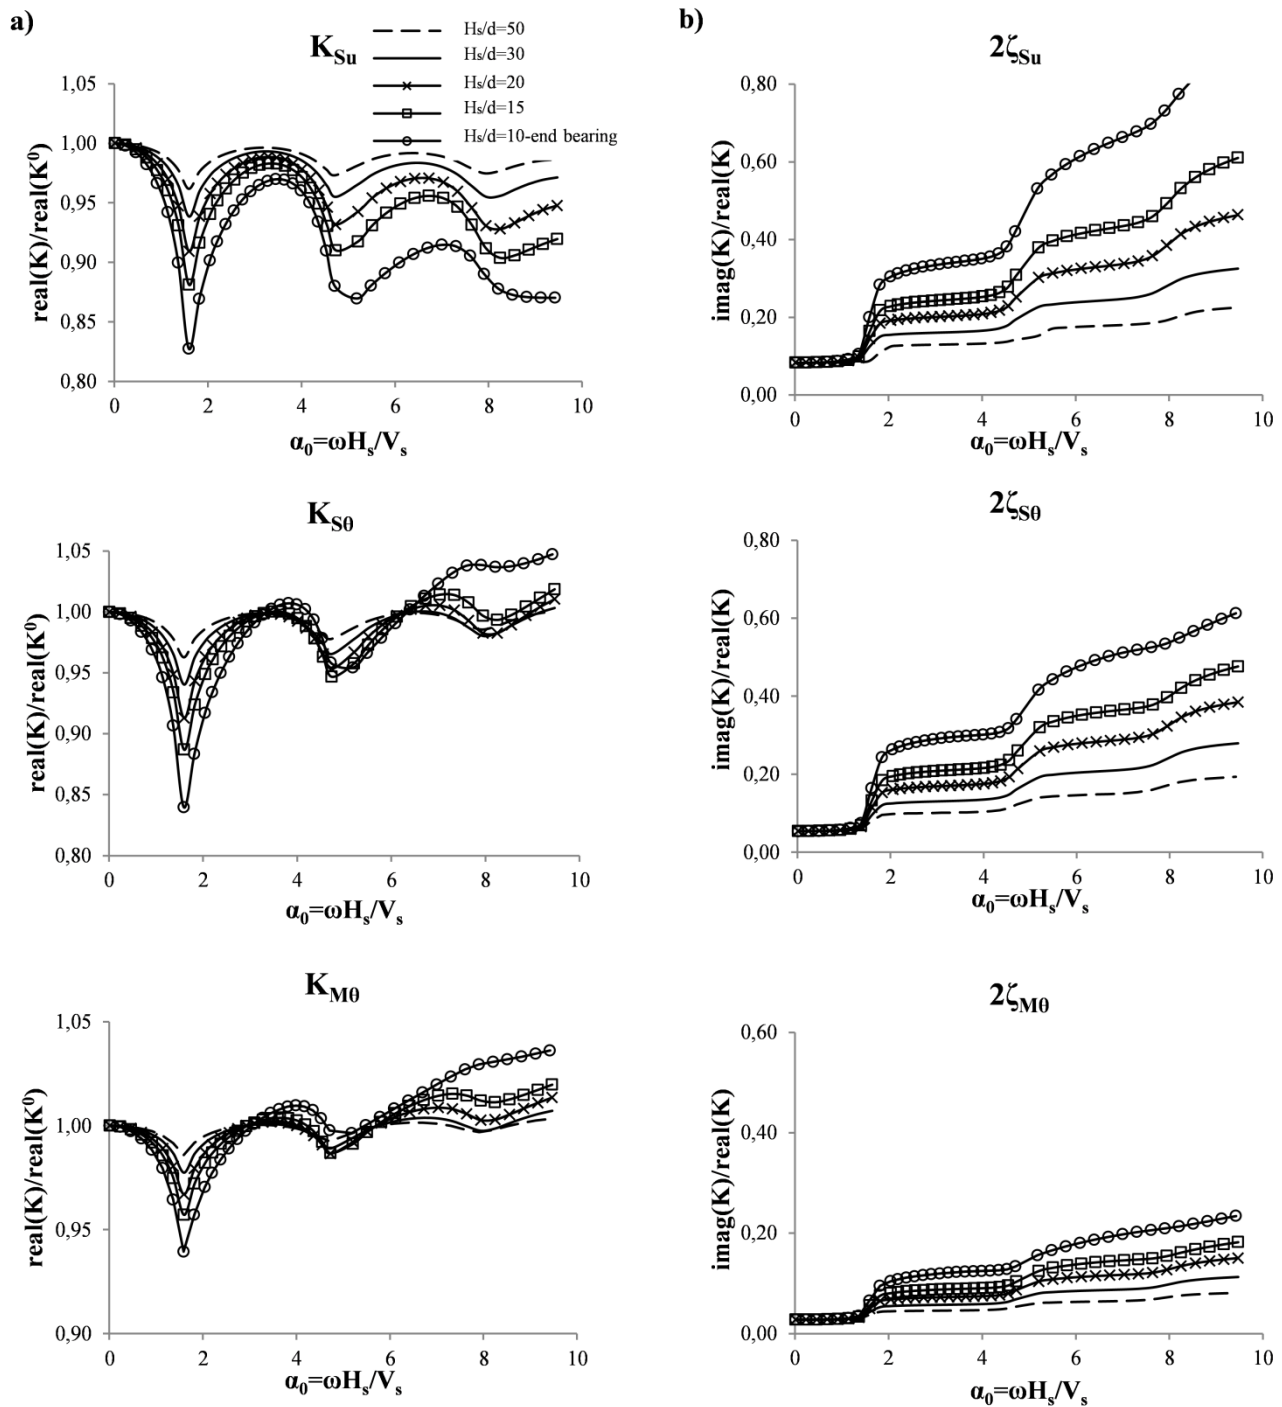 a)
K_Su
Hs/d=50
Hs/d=30
Hs/d=20
Hs/d=15
Hs/d=10-end bearing
real(K)/real(K⁰)
1,05
1,00
0,95
0,90
0,85
0,80
0 2 4 6 8 10
α₀=ωHₛ/Vₛ
b)
2ζ_Su
imag(K)/real(K)
0,80
0,60
0,40
0,20
0,00
0 2 4 6 8 10
α₀=ωHₛ/Vₛ
K_Sθ
real(K)/real(K⁰)
1,05
1,00
0,95
0,90
0,85
0,80
0 2 4 6 8 10
α₀=ωHₛ/Vₛ
2ζ_Sθ
imag(K)/real(K)
0,80
0,60
0,40
0,20
0,00
0 2 4 6 8 10
α₀=ωHₛ/Vₛ
K_Mθ
real(K)/real(K⁰)
1,05
1,00
0,95
0,90
0 2 4 6 8 10
α₀=ωHₛ/Vₛ
2ζ_Mθ
imag(K)/real(K)
0,60
0,40
0,20
0,00
0 2 4 6 8 10
α₀=ωHₛ/Vₛ